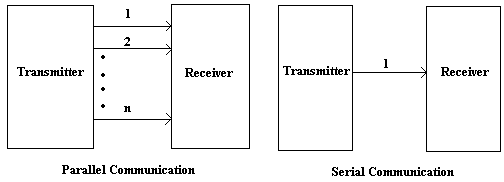 1
2
Transmitter
Receiver
n
Parallel Communication
Transmitter
1
Receiver
Serial Communication